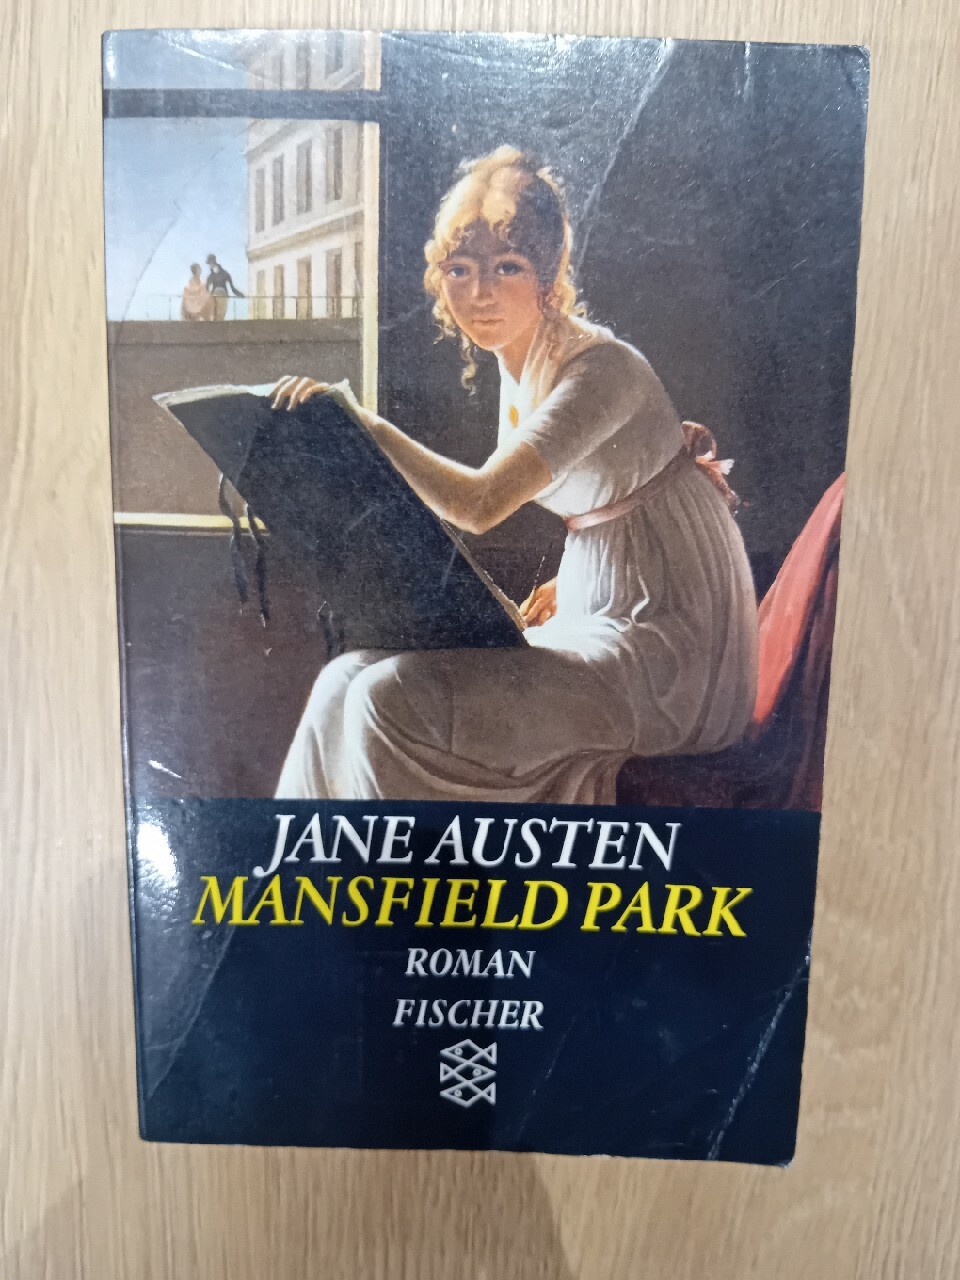 JANE AUSTEN
MANSFIELD PARK
ROMAN
FISCHER